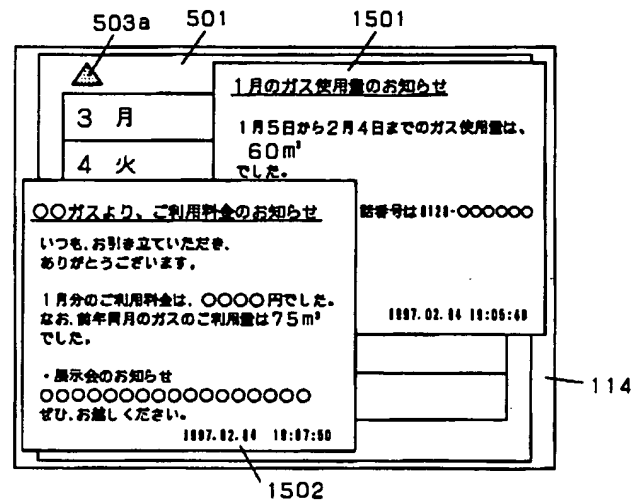 503a
501
1501
3 月
4 火
1月のガス使用量のお知らせ
1月5日から2月4日までのガス使用量は、
60m³
でした。
話番号は0120-○○○○○○
1997.02.04 19:05:40
○○ガスより、ご利用料金のお知らせ
いつも、お引き立ていただき、
ありがとうございます。
1月分のご利用料金は、○○○○円でした。
なお、前年同月のガスのご利用量は75m³
でした。
・展示会のお知らせ
○○○○○○○○○○○○○○○○○
ぜひ、お越しください。
1997.02.04 19:07:50
114
1502